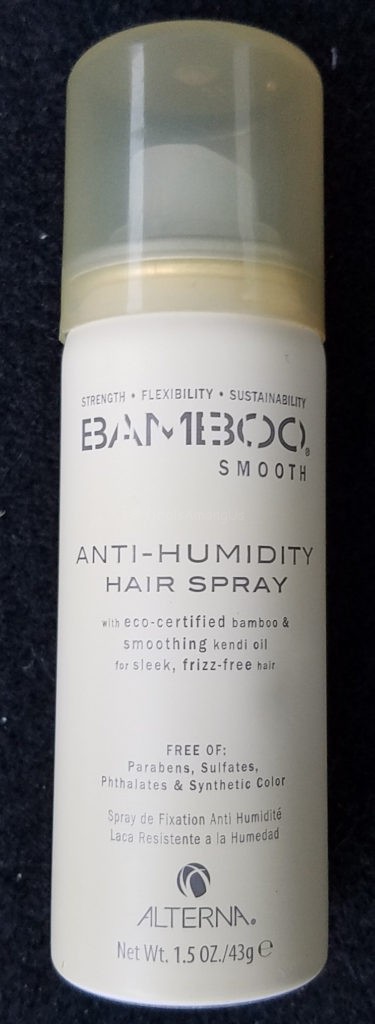 STRENGTH • FLEXIBILITY • SUSTAINABILITY
BAMBOO®
SMOOTH
ANTI-HUMIDITY
HAIR SPRAY
with eco-certified bamboo &
smoothing kendi oil
for sleek, frizz-free hair
FREE OF:
Parabens, Sulfates,
Phthalates & Synthetic Color
Spray de Fixation Anti Humidité
Laca Resistente a la Humedad
ALTERNA®
Net Wt. 1.5 OZ./43g ℮